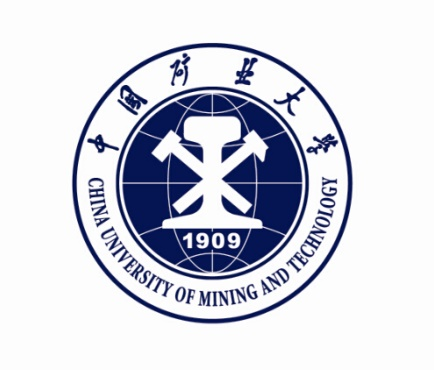 中国矿业大学
1909
CHINA UNIVERSITY OF MINING AND TECHNOLOGY